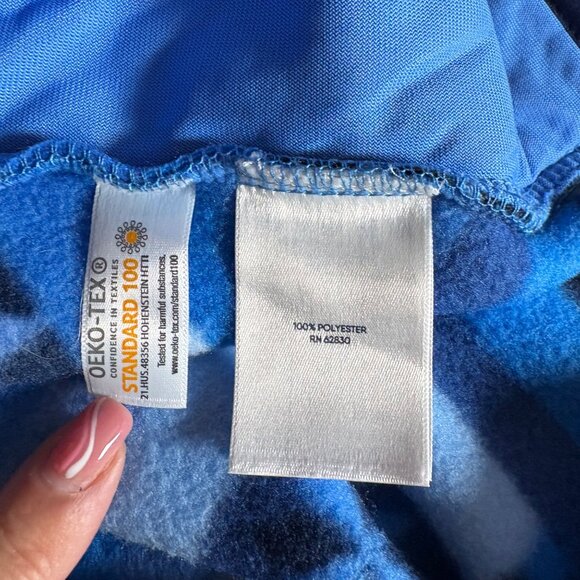 OEKO-TEX®
CONFIDENCE IN TEXTILES
STANDARD 100
21.HUS.48356 HOHENSTEIN HTTI
Tested for harmful substances.
www.oeko-tex.com/standard100
100% POLYESTER
RN 62830